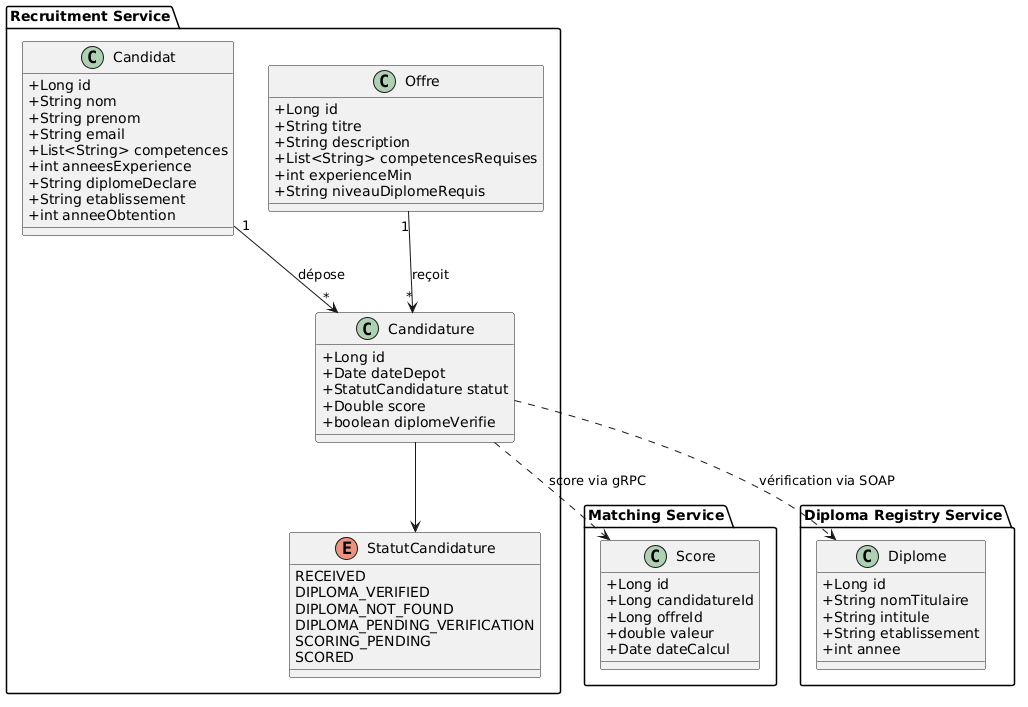 Recruitment Service
C Candidat
+Long id
+String nom
+String prenom
+String email
+List<String> competences
+int anneesExperience
+String diplomeDeclare
+String etablissement
+int anneeObtention
C Offre
+Long id
+String titre
+String description
+List<String> competencesRequises
+int experienceMin
+String niveauDiplomeRequis
1
1
dépose
reçoit
*
*
C Candidature
+Long id
+Date dateDepot
+StatutCandidature statut
+Double score
+boolean diplomeVerifie
score via gRPC
vérification via SOAP
E StatutCandidature
RECEIVED
DIPLOMA_VERIFIED
DIPLOMA_NOT_FOUND
DIPLOMA_PENDING_VERIFICATION
SCORING_PENDING
SCORED
Matching Service
C Score
+Long id
+Long candidatureId
+Long offreId
+double valeur
+Date dateCalcul
Diploma Registry Service
C Diplome
+Long id
+String nomTitulaire
+String intitule
+String etablissement
+int annee